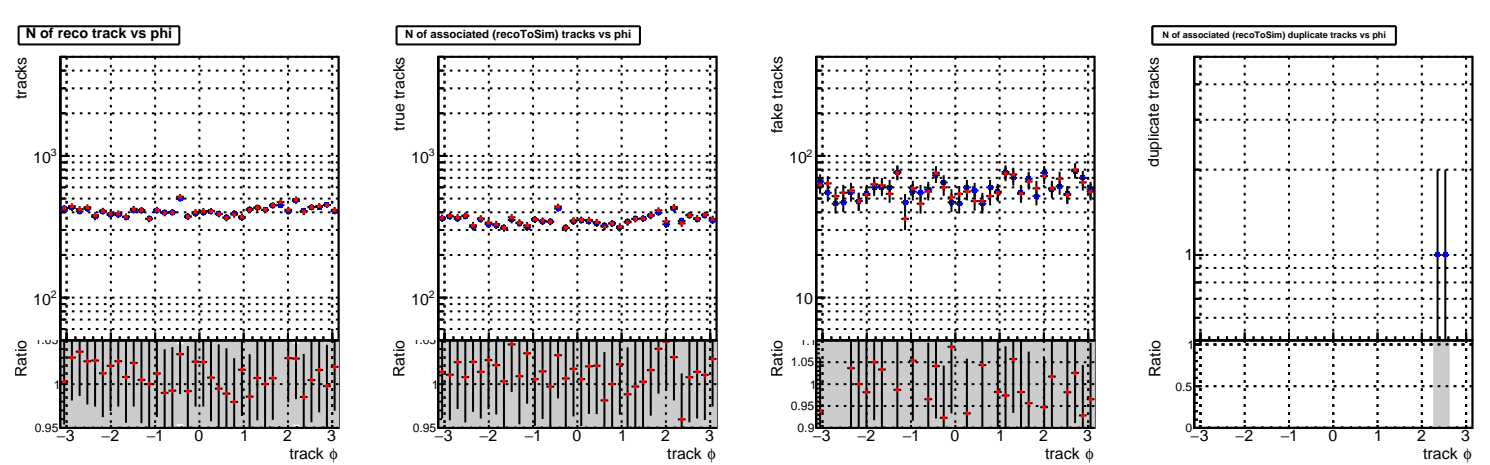 N of reco track vs phi
tracks
10³
10²
Ratio
1
0.95
−3 −2 −1 0 1 2 3
track ϕ
N of associated (recoToSim) tracks vs phi
true tracks
10³
10²
Ratio
1
0.95
−3 −2 −1 0 1 2 3
track ϕ
fake tracks
10²
10
Ratio
1.05
1
0.95
0.9
−3 −2 −1 0 1 2 3
track ϕ
N of associated (recoToSim) duplicate tracks vs phi
duplicate tracks
1
Ratio
1
0.5
0
−3 −2 −1 0 1 2 3
track ϕ